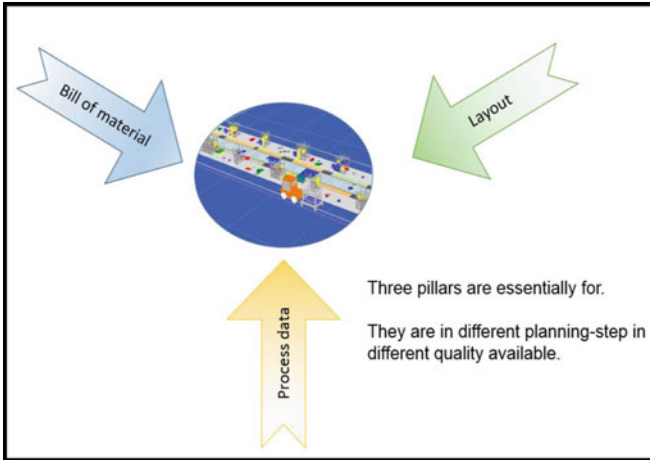 Bill of material
Layout
Process data
Three pillars are essentially for.
They are in different planning-step in
different quality available.